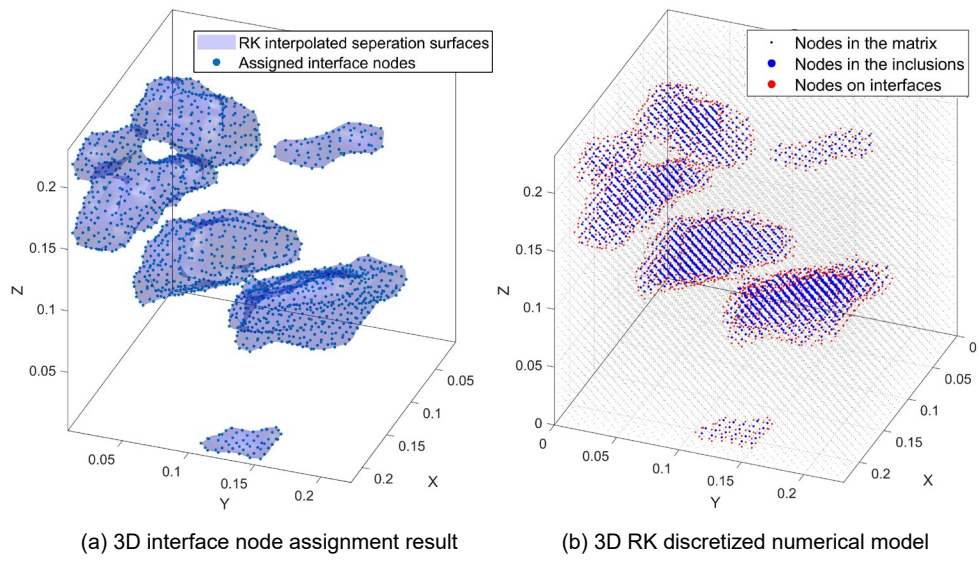 RK interpolated seperation surfaces
Assigned interface nodes
0.2
0.15
0.1
0.05
Z
0.05
0.1
0.15
0.2
Y
0.2
0.15
0.1
0.05
X
(a) 3D interface node assignment result
Nodes in the matrix
Nodes in the inclusions
Nodes on interfaces
0.2
0.15
0.1
0.05
0
Z
0
0.05
0.1
0.15
0.2
Y
0.2
0.15
0.1
0.05
0
X
(b) 3D RK discretized numerical model